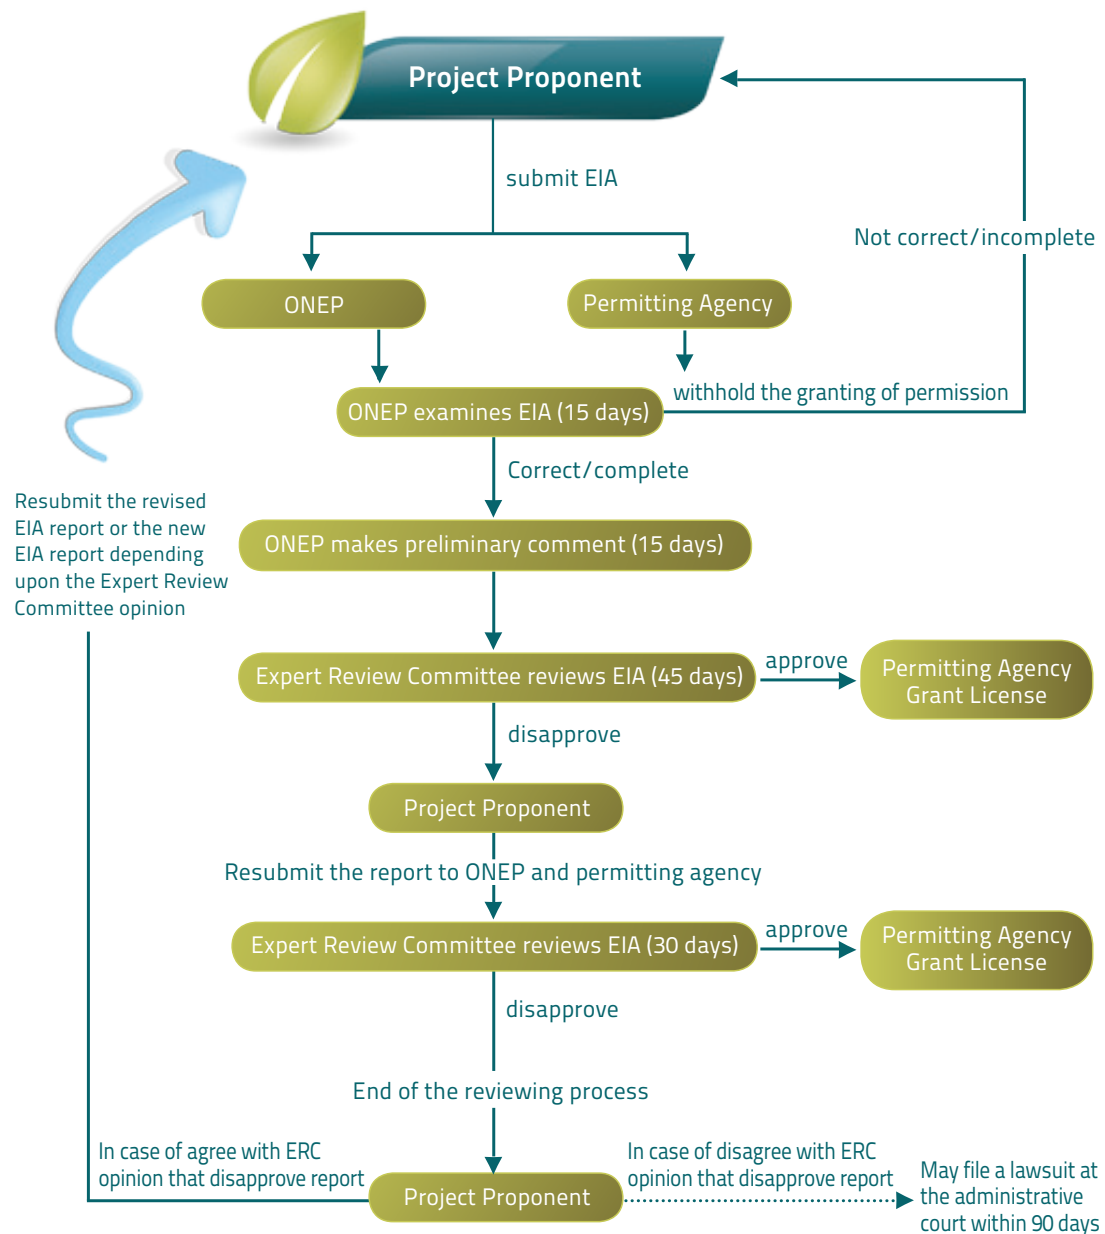 Project Proponent
submit EIA
Not correct/incomplete
ONEP
Permitting Agency
withhold the granting of permission
ONEP examines EIA (15 days)
Correct/complete
Resubmit the revised
EIA report or the new
EIA report depending
upon the Expert Review
Committee opinion
ONEP makes preliminary comment (15 days)
Expert Review Committee reviews EIA (45 days)
approve
Permitting Agency
Grant License
disapprove
Project Proponent
Resubmit the report to ONEP and permitting agency
Expert Review Committee reviews EIA (30 days)
approve
Permitting Agency
Grant License
disapprove
End of the reviewing process
In case of agree with ERC
opinion that disapprove report
Project Proponent
In case of disagree with ERC
opinion that disapprove report
May file a lawsuit at
the administrative
court within 90 days